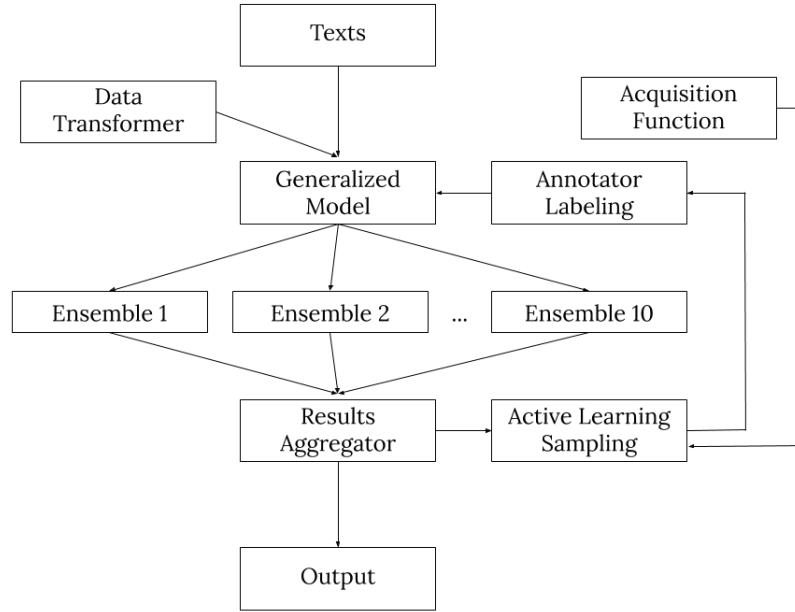 Texts
Data
Transformer
Acquisition
Function
Generalized
Model
Annotator
Labeling
Ensemble 1
Ensemble 2
...
Ensemble 10
Results
Aggregator
Active Learning
Sampling
Output